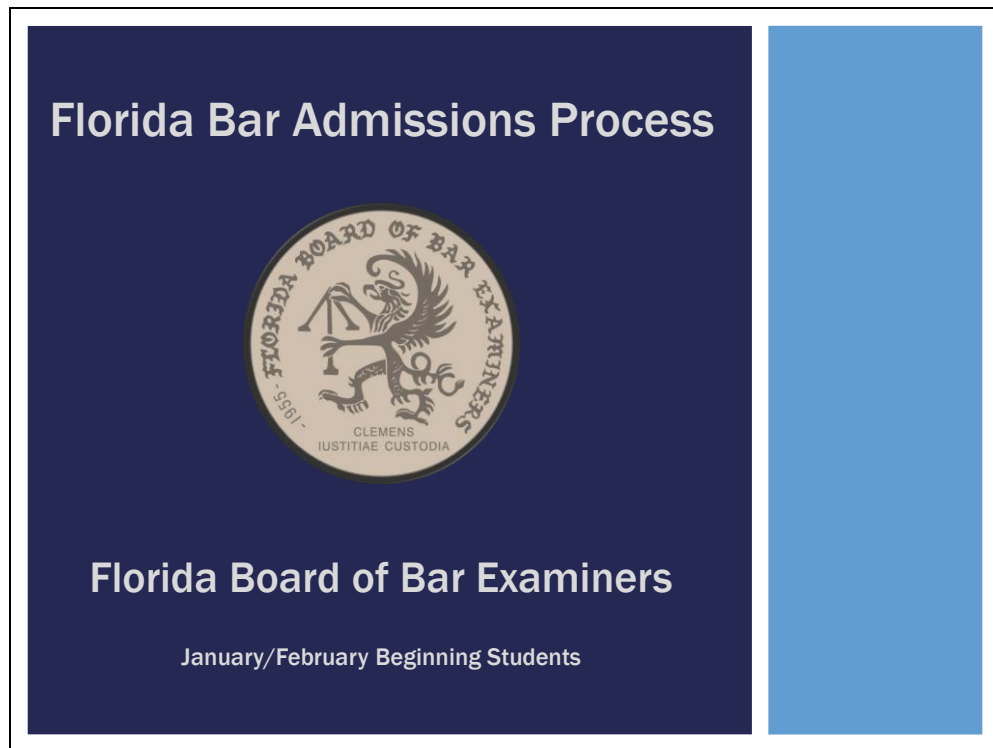 Florida Bar Admissions Process
FLORIDA BOARD OF BAR EXAMINERS
-1955-
CLEMENS
IUSTITIAE CUSTODIA
Florida Board of Bar Examiners
January/February Beginning Students